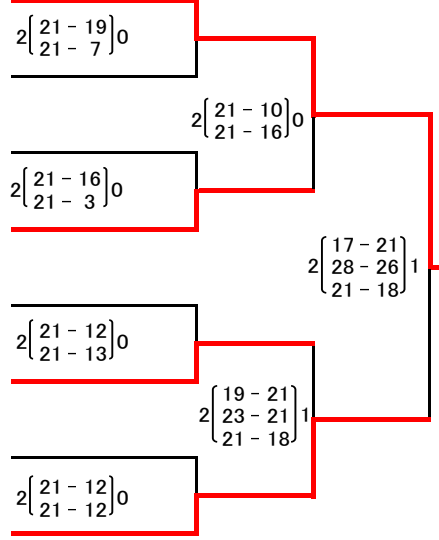 2 { 21 - 19 } 0
21 - 7
2 { 21 - 10 } 0
21 - 16
2 { 21 - 16 } 0
21 - 3
2 { 17 - 21 } 1
28 - 26
21 - 18
2 { 21 - 12 } 0
21 - 13
2 { 19 - 21 } 1
23 - 21
21 - 18
2 { 21 - 12 } 0
21 - 12